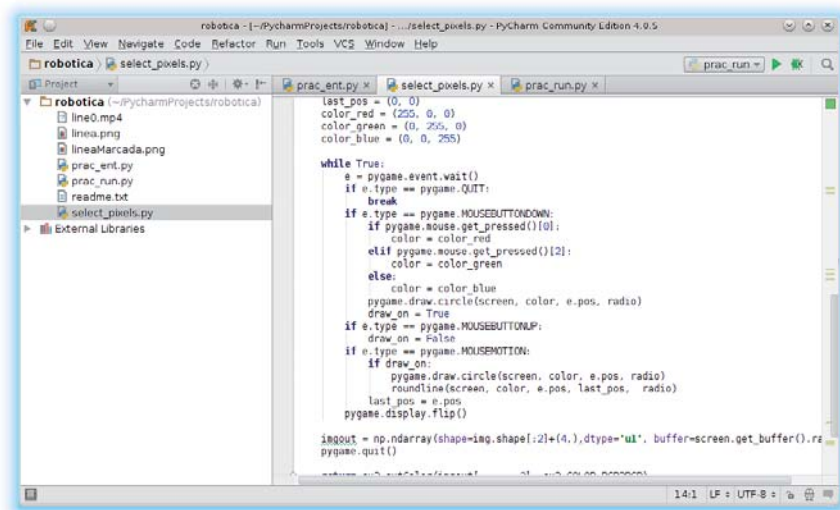 robotica - [~/PycharmProjects/robotica] - .../select_pixels.py - PyCharm Community Edition 4.0.5
File Edit View Navigate Code Refactor Run Tools VCS Window Help
robotica select_pixels.py prac_run
Project prac_ent.py × select_pixels.py × prac_run.py ×
robotica (~/PycharmProjects/robotica)
line0.mp4
linea.png
lineaMarcada.png
prac_ent.py
prac_run.py
readme.txt
select_pixels.py
External Libraries
last_pos = (0, 0)
color_red = (255, 0, 0)
color_green = (0, 255, 0)
color_blue = (0, 0, 255)
while True:
e = pygame.event.wait()
if e.type == pygame.QUIT:
break
if e.type == pygame.MOUSEBUTTONDOWN:
if pygame.mouse.get_pressed()[0]:
color = color_red
elif pygame.mouse.get_pressed()[2]:
color = color_green
else:
color = color_blue
pygame.draw.circle(screen, color, e.pos, radio)
draw_on = True
if e.type == pygame.MOUSEBUTTONUP:
draw_on = False
if e.type == pygame.MOUSEMOTION:
if draw_on:
pygame.draw.circle(screen, color, e.pos, radio)
roundline(screen, color, e.pos, last_pos, radio)
last_pos = e.pos
pygame.display.flip()
imgout = np.ndarray(shape=img.shape[:2]+(4,),dtype='u1', buffer=screen.get_buffer().ra
pygame.quit()
14:1 LF UTF-8